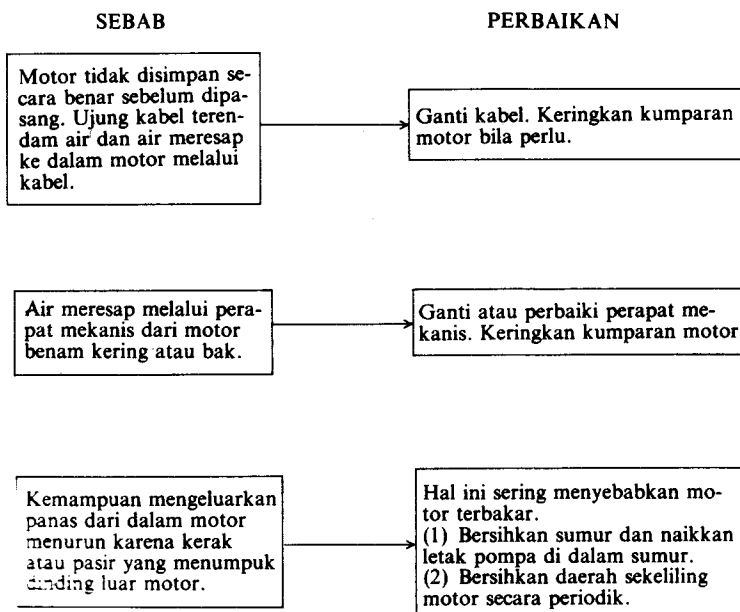 SEBAB
PERBAIKAN
Motor tidak disimpan se-
cara benar sebelum dipa-
sang. Ujung kabel teren-
dam air dan air meresap
ke dalam motor melalui
kabel.
Ganti kabel. Keringkan kumparan
motor bila perlu.
Air meresap melalui pera-
pat mekanis dari motor
benam kering atau bak.
Ganti atau perbaiki perapat me-
kanis. Keringkan kumparan motor
Kemampuan mengeluarkan
panas dari dalam motor
menurun karena kerak
atau pasir yang menumpuk
dinding luar motor.
Hal ini sering menyebabkan mo-
tor terbakar.
(1) Bersihkan sumur dan naikkan
letak pompa di dalam sumur.
(2) Bersihkan daerah sekeliling
motor secara periodik.